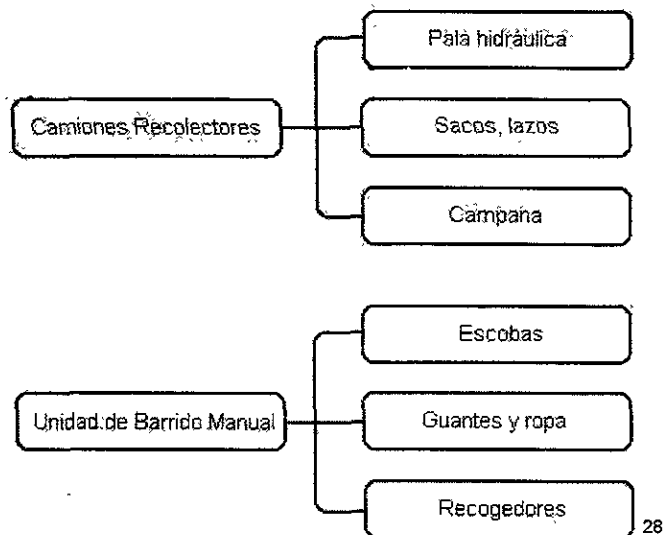 Pala hidráulica
Camiones Recolectores
Sacos, lazos
Campana
Escobas
Unidad de Barrido Manual
Guantes y ropa
Recogedores
28